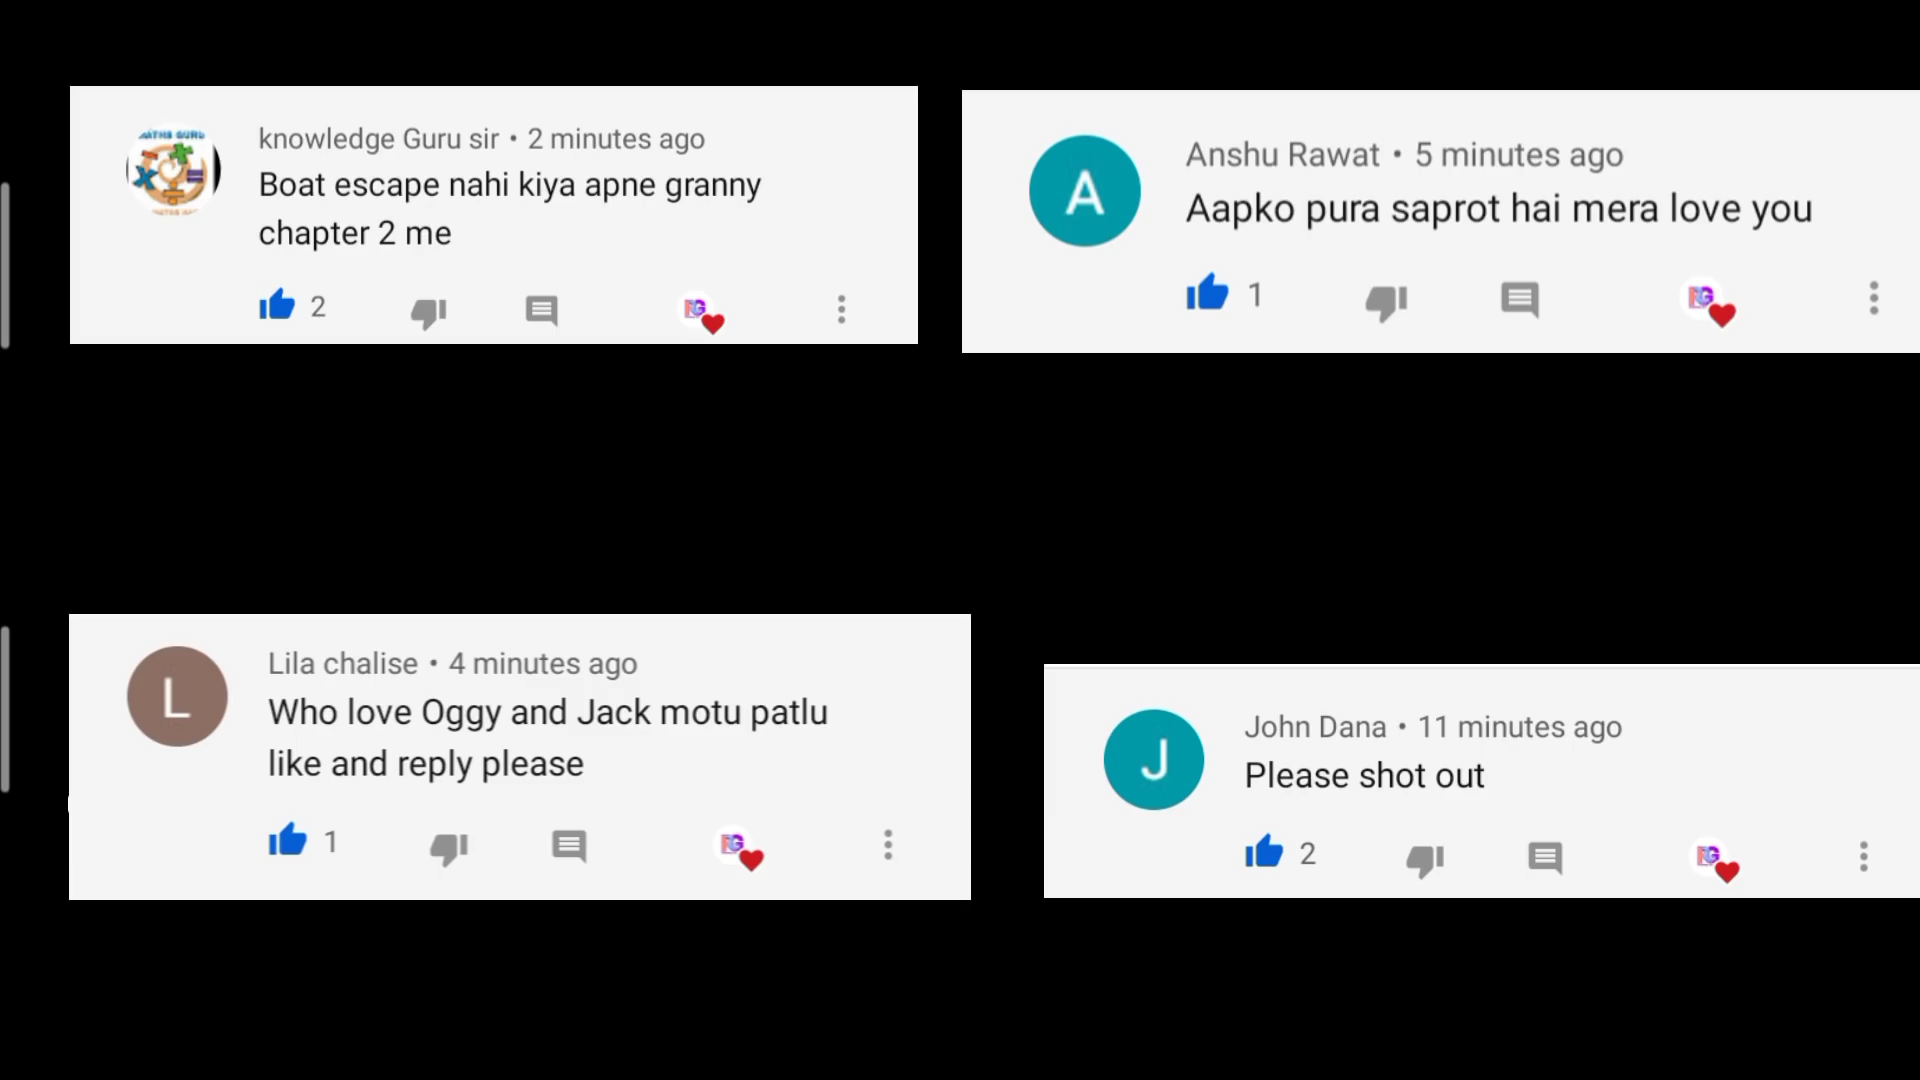 knowledge Guru sir • 2 minutes ago
Boat escape nahi kiya apne granny
chapter 2 me
2
Anshu Rawat • 5 minutes ago
A
Aapko pura saprot hai mera love you
1
Lila chalise • 4 minutes ago
L
Who love Oggy and Jack motu patlu
like and reply please
1
John Dana • 11 minutes ago
J
Please shot out
2